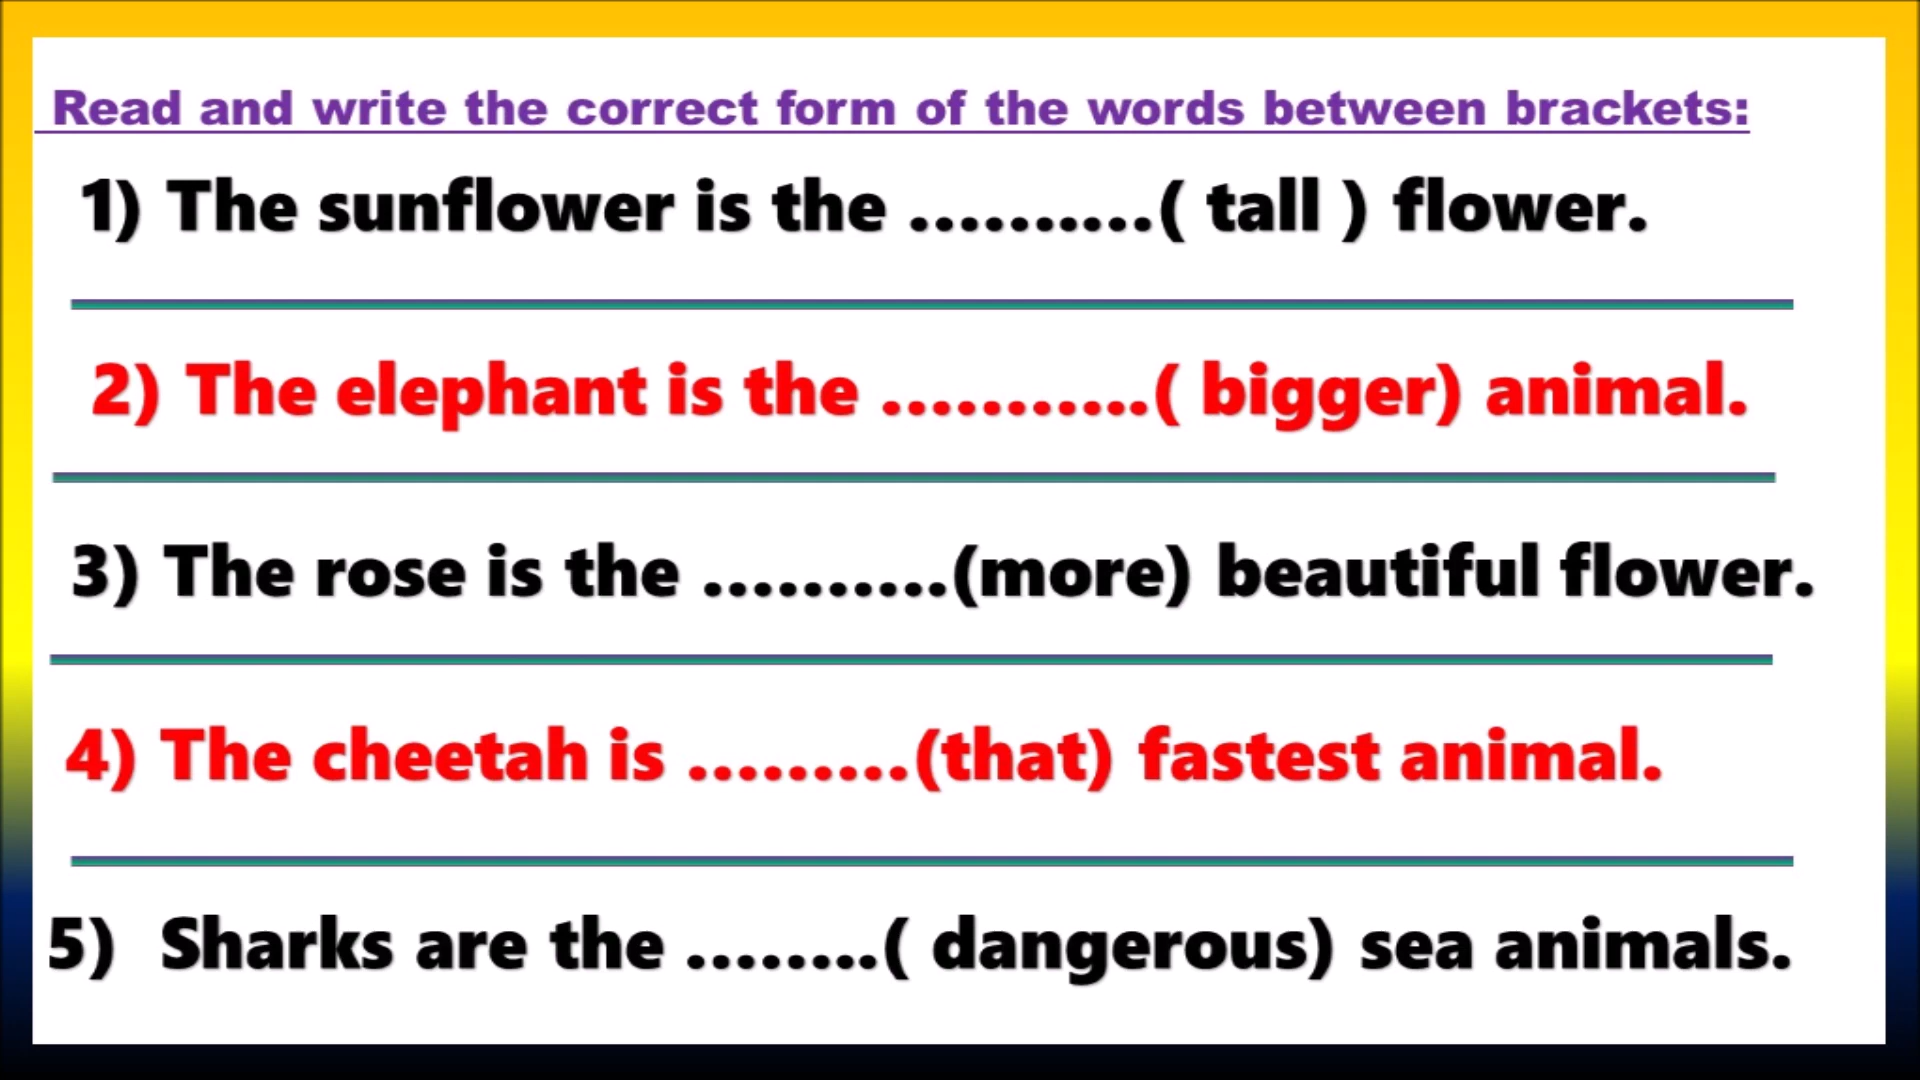 Read and write the correct form of the words between brackets:
1) The sunflower is the ..........( tall ) flower.
2) The elephant is the ...........( bigger) animal.
3) The rose is the ..........(more) beautiful flower.
4) The cheetah is .........(that) fastest animal.
5) Sharks are the ........( dangerous) sea animals.